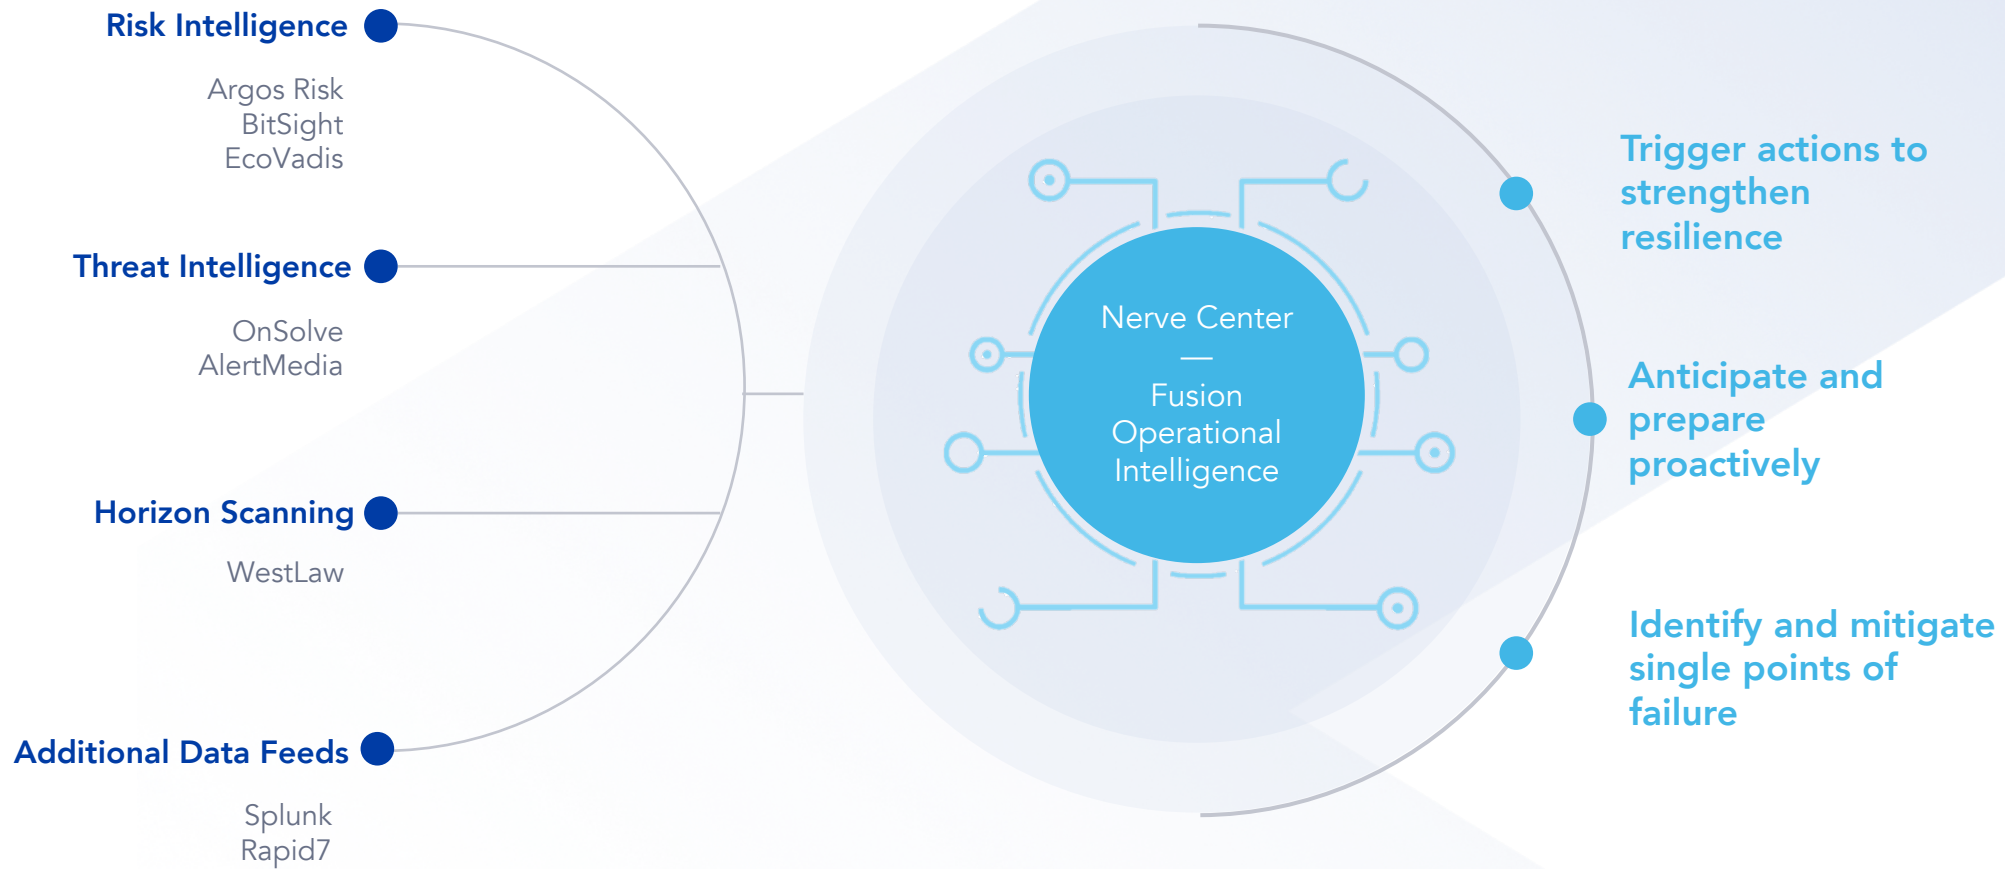 Risk Intelligence
Argos Risk
BitSight
EcoVadis
Threat Intelligence
OnSolve
AlertMedia
Horizon Scanning
WestLaw
Additional Data Feeds
Splunk
Rapid7
Nerve Center
—
Fusion
Operational
Intelligence
Trigger actions to
strengthen
resilience
Anticipate and
prepare
proactively
Identify and mitigate
single points of
failure